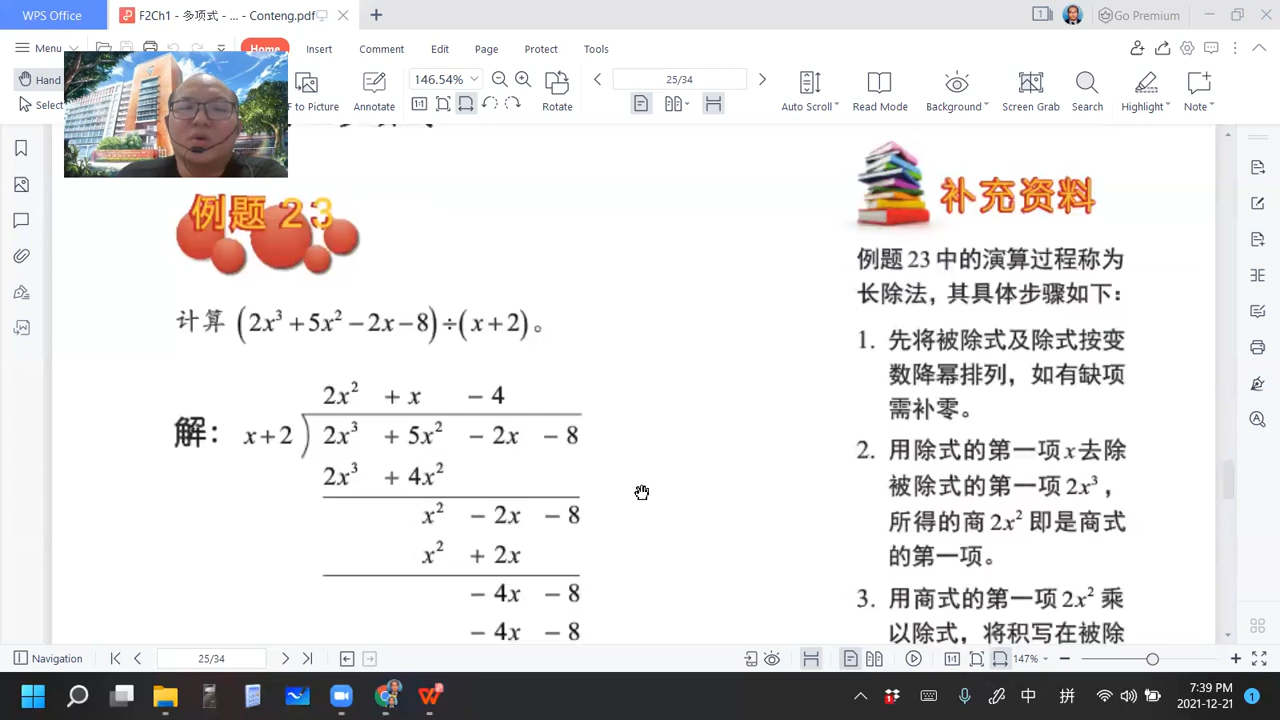 WPS Office
F2Ch1 - 多项式 - ... - Content.pdf
1
Go Premium
Menu
Home
Insert
Comment
Edit
Page
Protect
Tools
Hand
Select
F to Picture
Annotate
146.54%
1:1
Rotate
25/34
Auto Scroll
Read Mode
Background
Screen Grab
Search
Highlight
Note
例题 23
计算 (2x³ + 5x² − 2x − 8) ÷ (x + 2)。
2x² + x − 4
解： x + 2 ) 2x³ + 5x² − 2x − 8
2x³ + 4x²
x² − 2x − 8
x² + 2x
− 4x − 8
− 4x − 8
补充资料
例题 23 中的演算过程称为
长除法，其具体步骤如下：
1. 先将被除式及除式按变
数降幂排列，如有缺项
需补零。
2. 用除式的第一项 x 去除
被除式的第一项 2x³，
所得的商 2x² 即是商式
的第一项。
3. 用商式的第一项 2x² 乘
以除式，将积写在被除
Navigation
25/34
1:1
147%
中
拼
7:39 PM
2021-12-21
1